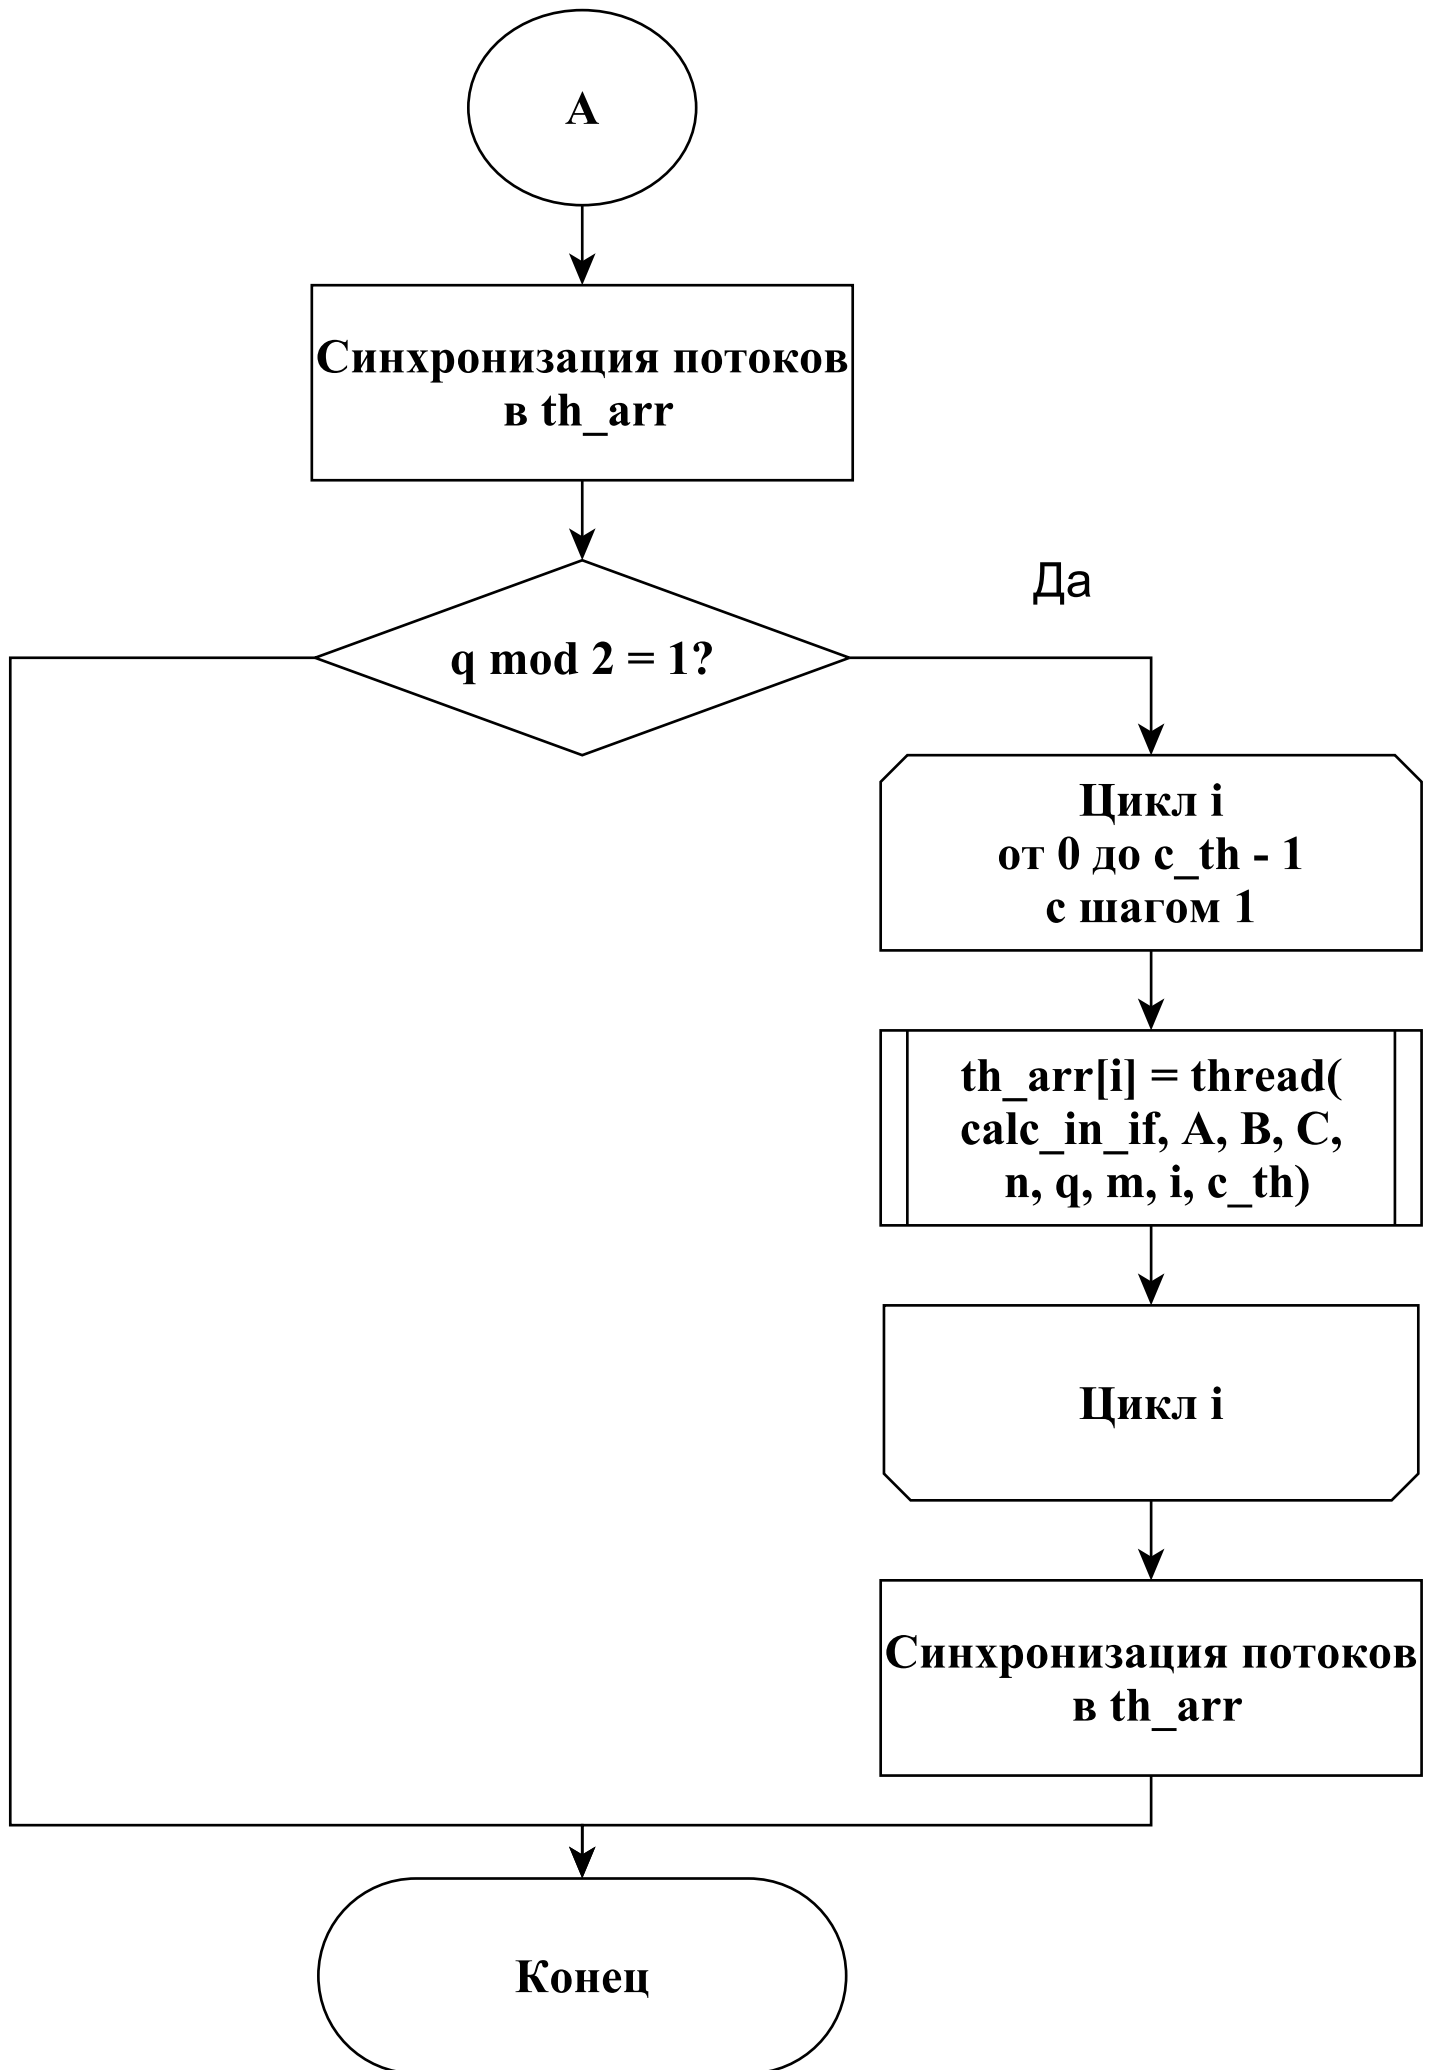 A
Синхронизация потоков
в th_arr
Да
q mod 2 = 1?
Цикл i
от 0 до c_th - 1
с шагом 1
th_arr[i] = thread(
calc_in_if, A, B, C,
n, q, m, i, c_th)
Цикл i
Синхронизация потоков
в th_arr
Конец